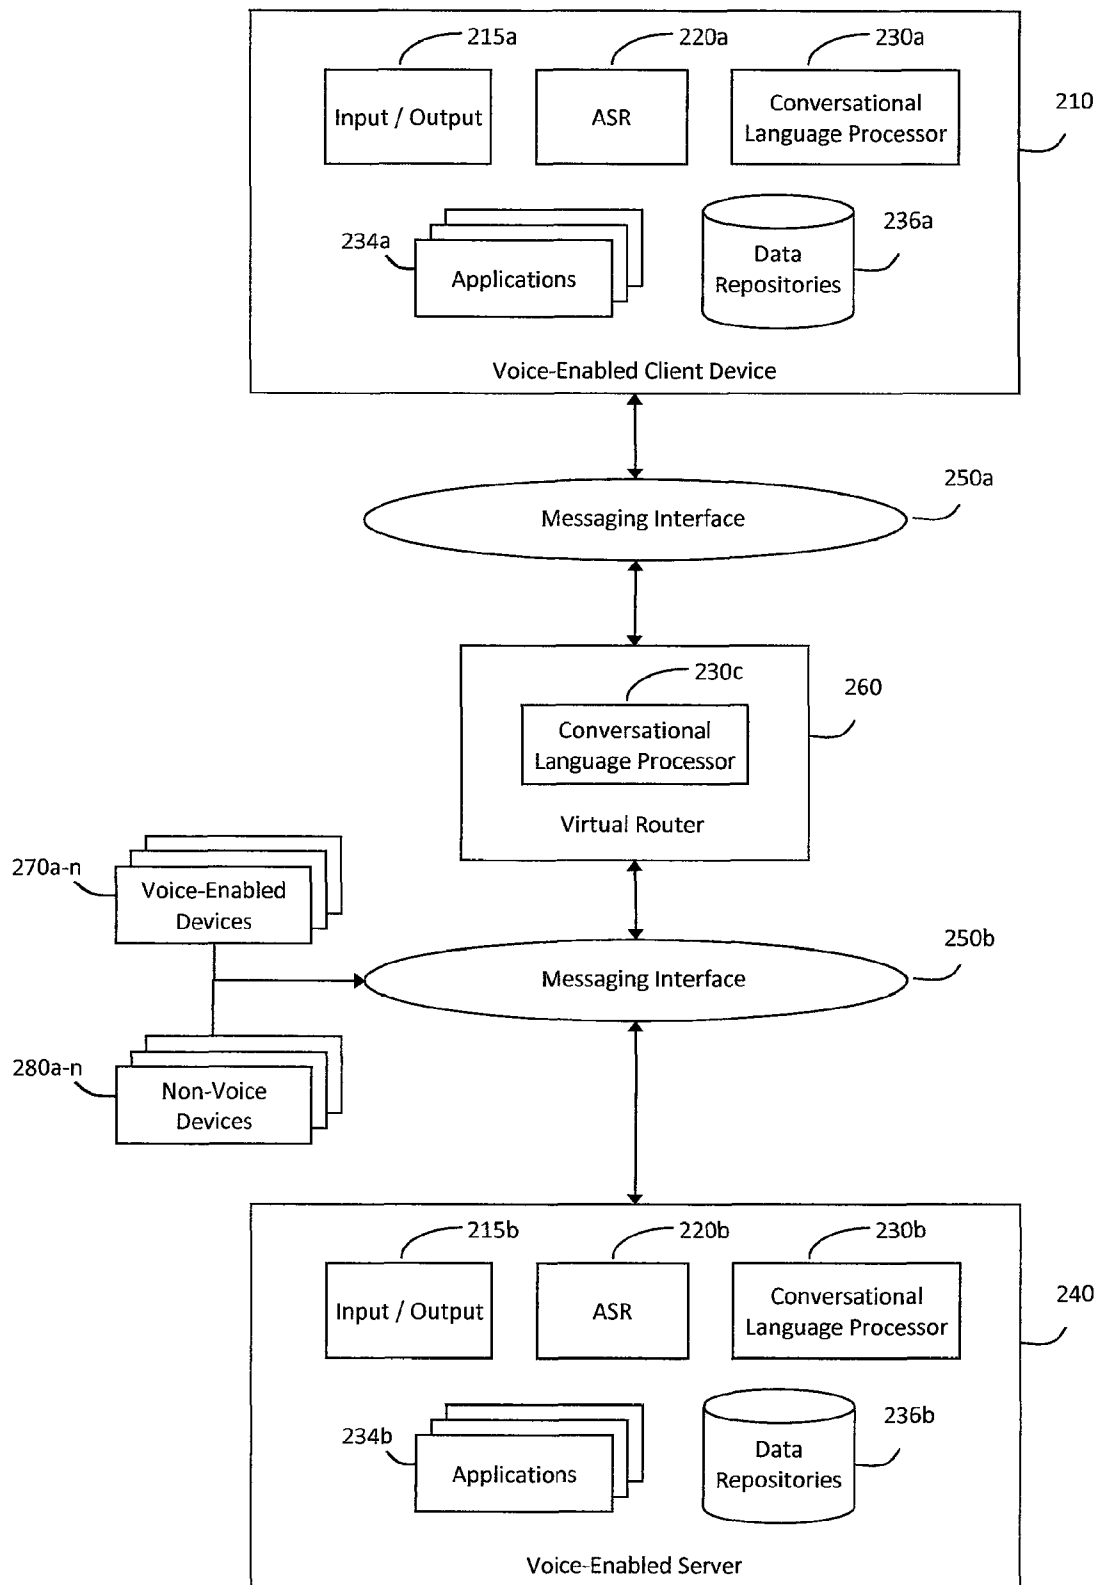 215a
220a
230a
Input / Output
ASR
Conversational
Language Processor
210
234a
Applications
Data
Repositories
236a
Voice-Enabled Client Device
250a
Messaging Interface
230c
Conversational
Language Processor
260
Virtual Router
270a-n
Voice-Enabled
Devices
250b
Messaging Interface
280a-n
Non-Voice
Devices
215b
220b
230b
Input / Output
ASR
Conversational
Language Processor
240
234b
Applications
Data
Repositories
236b
Voice-Enabled Server